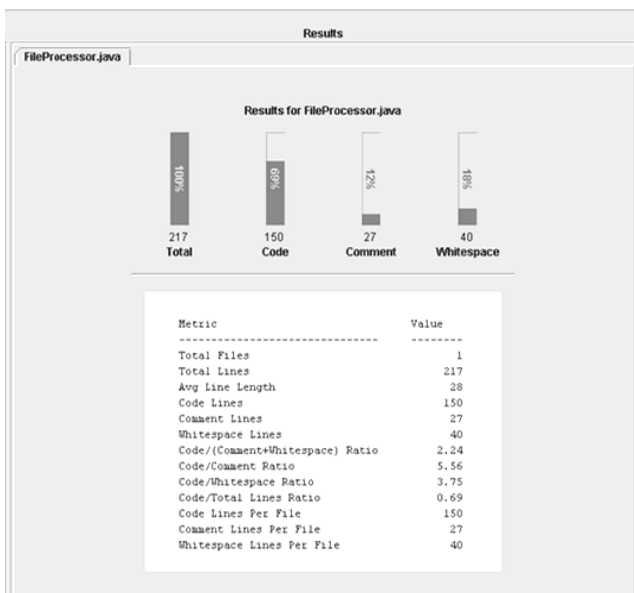 Results
FileProcessor.java
Results for FileProcessor.java
100% 69% 12% 18%
217 150 27 40
Total Code Comment Whitespace
Metric Value
------------------------------- --------
Total Files 1
Total Lines 217
Avg Line Length 28
Code Lines 150
Comment Lines 27
Whitespace Lines 40
Code/(Comment+Whitespace) Ratio 2.24
Code/Comment Ratio 5.56
Code/Whitespace Ratio 3.75
Code/Total Lines Ratio 0.69
Code Lines Per File 150
Comment Lines Per File 27
Whitespace Lines Per File 40